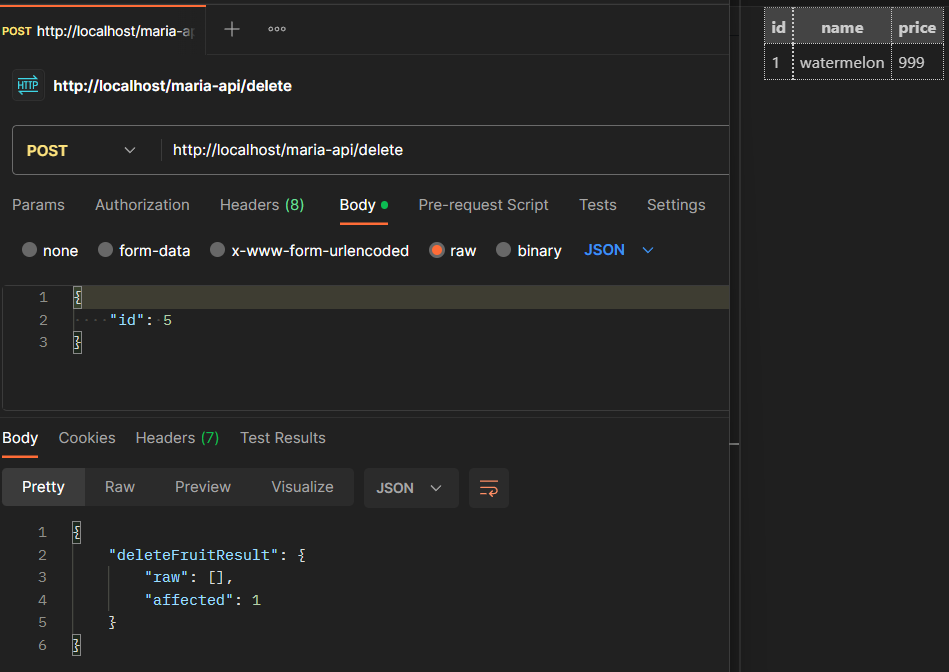 POST http://localhost/maria-ap
HTTP http://localhost/maria-api/delete
POST http://localhost/maria-api/delete
Params Authorization Headers (8) Body Pre-request Script Tests Settings
none form-data x-www-form-urlencoded raw binary JSON
1 {
2 "id": 5
3 }
Body Cookies Headers (7) Test Results
Pretty Raw Preview Visualize JSON
1 {
2 "deleteFruitResult": {
3 "raw": [],
4 "affected": 1
5 }
6 }
id name price
1 watermelon 999